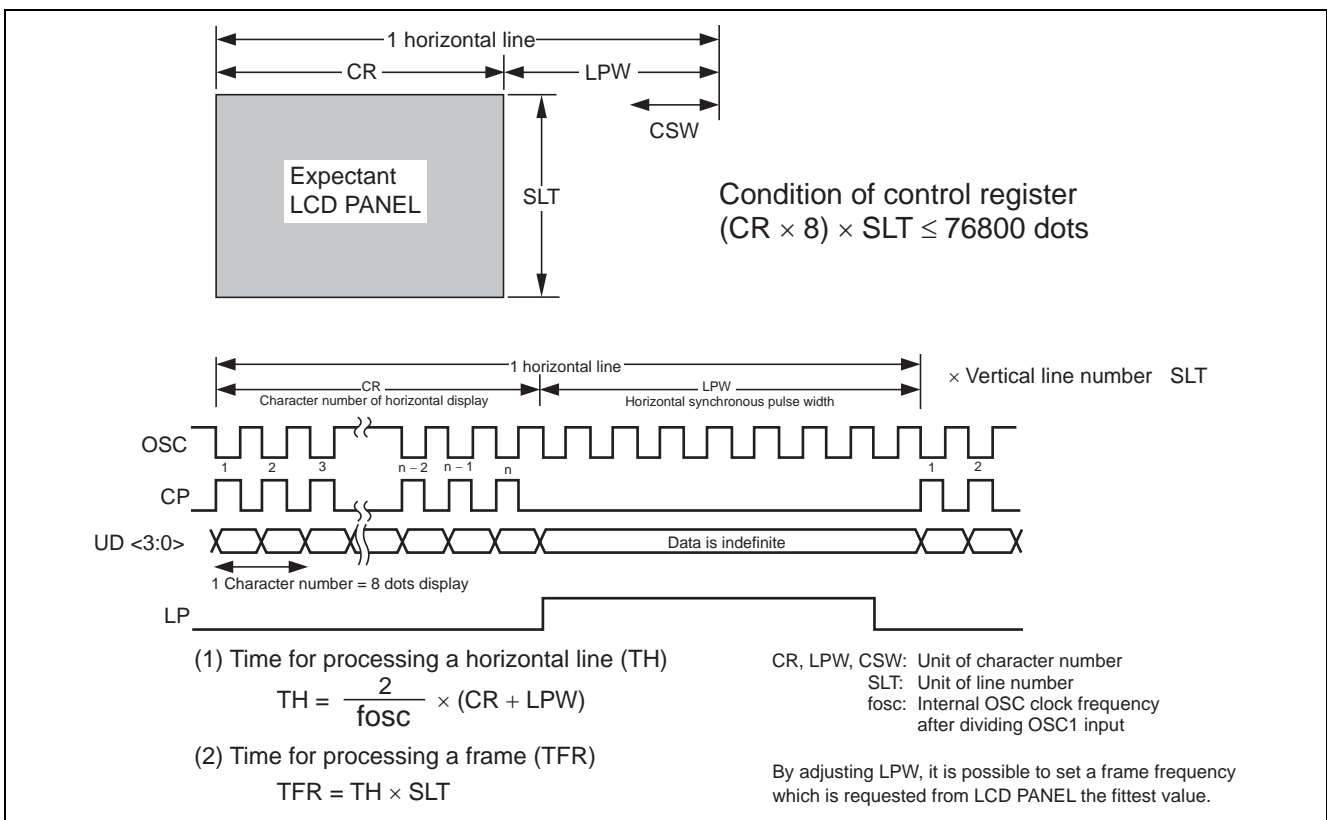 1 horizontal line
CR
LPW
CSW
Expectant
LCD PANEL
SLT
Condition of control register
(CR × 8) × SLT ≤ 76800 dots
1 horizontal line
CR
Character number of horizontal display
LPW
Horizontal synchronous pulse width
× Vertical line number SLT
OSC
1 2 3 n – 2 n – 1 n 1 2
CP
UD <3:0>
Data is indefinite
1 Character number = 8 dots display
LP
(1) Time for processing a horizontal line (TH)
TH = 2 / fosc × (CR + LPW)
(2) Time for processing a frame (TFR)
TFR = TH × SLT
CR, LPW, CSW: Unit of character number
SLT: Unit of line number
fosc: Internal OSC clock frequency
after dividing OSC1 input
By adjusting LPW, it is possible to set a frame frequency
which is requested from LCD PANEL the fittest value.